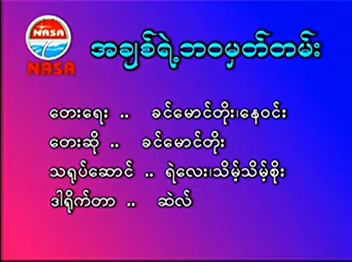 NASA
NASA
အချစ်ရဲ့ဘဝမှတ်တမ်း
တေးရေး .. ခင်မောင်တိုး၊နေဝင်း
တေးဆို .. ခင်မောင်တိုး
သရုပ်ဆောင် .. ရဲလေး၊သိမ့်သိမ့်စိုး
ဒါရိုက်တာ .. ဆဲလ်